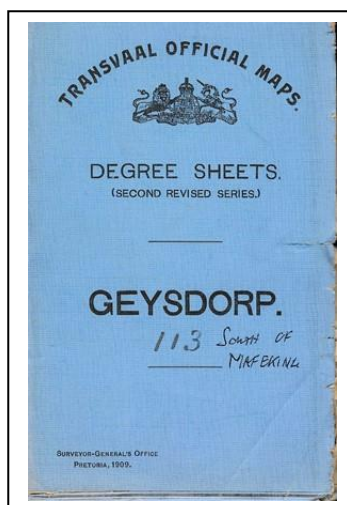 TRANSVAAL OFFICIAL MAPS.
DEGREE SHEETS.
(SECOND REVISED SERIES.)
GEYSDORP.
113 South of
MAFEKING
SURVEYOR-GENERAL'S OFFICE
PRETORIA, 1909.